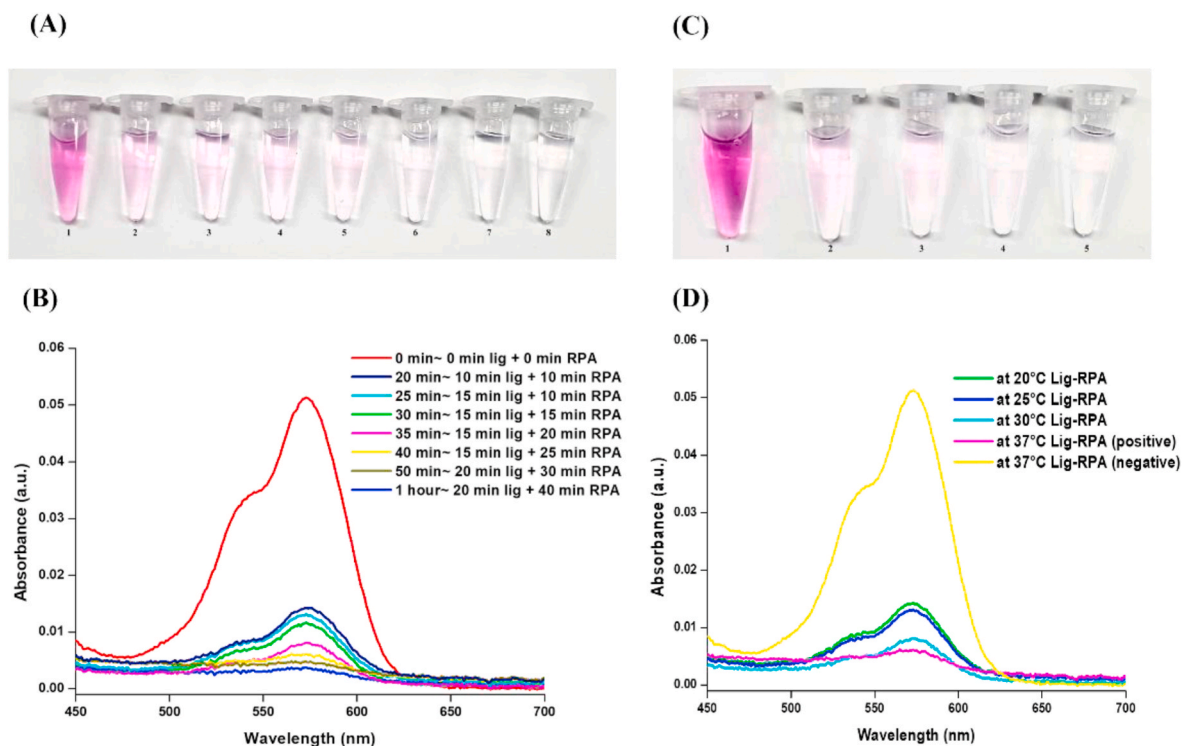 (A)
1 2 3 4 5 6 7 8
(B)
0.06
0.05
0.04
0.03
0.02
0.01
0.00
Absorbance (a.u.)
0 min~ 0 min lig + 0 min RPA
20 min~ 10 min lig + 10 min RPA
25 min~ 15 min lig + 10 min RPA
30 min~ 15 min lig + 15 min RPA
35 min~ 15 min lig + 20 min RPA
40 min~ 15 min lig + 25 min RPA
50 min~ 20 min lig + 30 min RPA
1 hour~ 20 min lig + 40 min RPA
450 500 550 600 650 700
Wavelength (nm)
(C)
1 2 3 4 5
(D)
0.06
0.05
0.04
0.03
0.02
0.01
0.00
Absorbance (a.u.)
at 20°C Lig-RPA
at 25°C Lig-RPA
at 30°C Lig-RPA
at 37°C Lig-RPA (positive)
at 37°C Lig-RPA (negative)
450 500 550 600 650 700
Wavelength (nm)